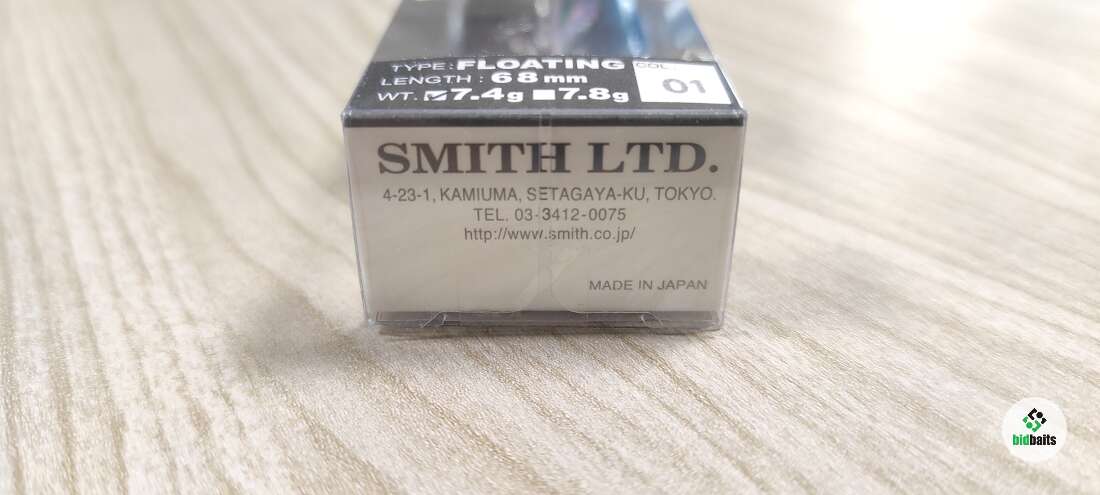 TYPE: FLOATING
LENGTH: 68mm
WT. 7.4g 7.8g
COL
01
SMITH LTD.
4-23-1, KAMIUMA, SETAGAYA-KU, TOKYO.
TEL. 03-3412-0075
http://www.smith.co.jp/
MADE IN JAPAN
bidbaits